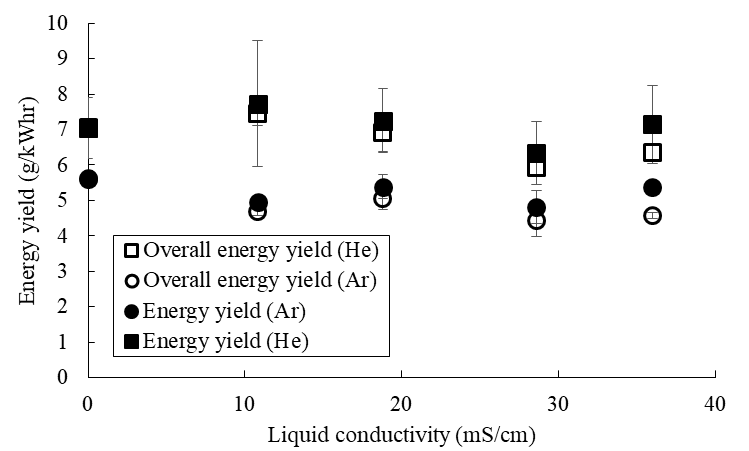 10
9
8
7
6
5
4
3
2
1
0
Energy yield (g/kWhr)
Overall energy yield (He)
Overall energy yield (Ar)
Energy yield (Ar)
Energy yield (He)
0 10 20 30 40
Liquid conductivity (mS/cm)